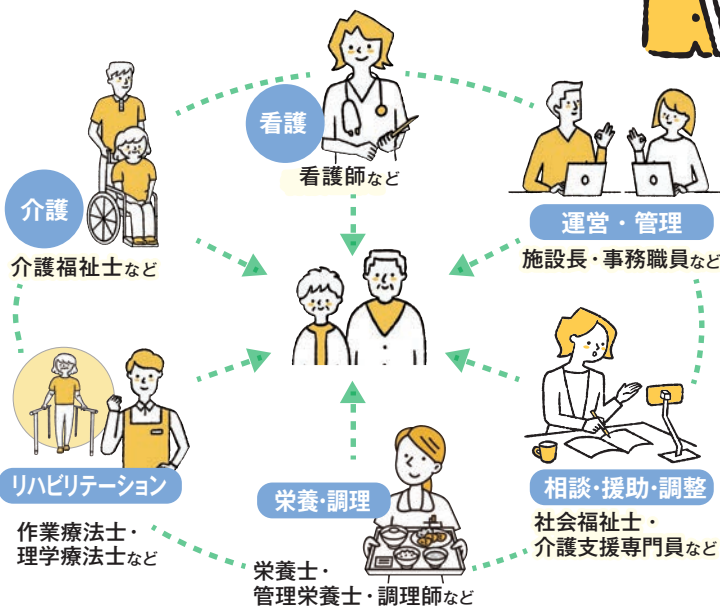 看護
看護師など
介護
介護福祉士など
運営・管理
施設長・事務職員など
リハビリテーション
作業療法士・
理学療法士など
栄養・調理
栄養士・
管理栄養士・調理師など
相談・援助・調整
社会福祉士・
介護支援専門員など